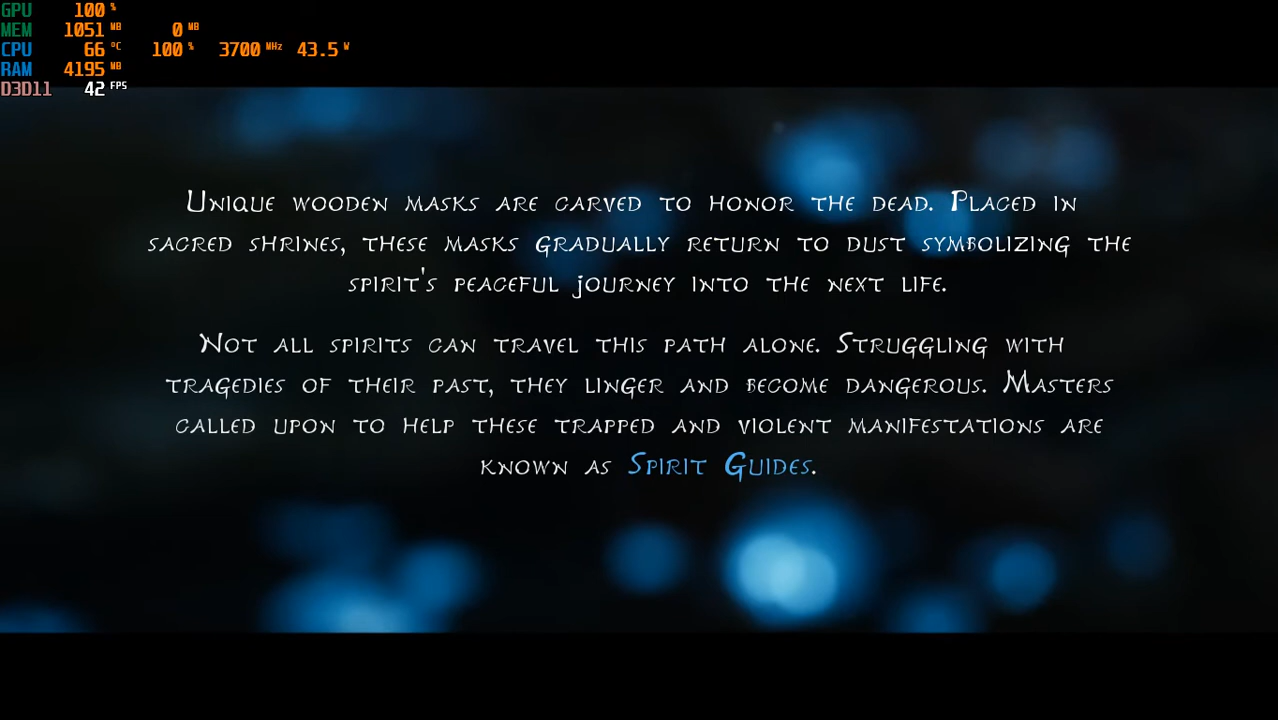 GPU 100 %
MEM 1051 MB 0 MB
CPU 66 °C 100 % 3700 MHz 43.5 W
RAM 4195 MB
D3D11 42 FPS
Unique wooden masks are carved to honor the dead. Placed in
sacred shrines, these masks gradually return to dust symbolizing the
spirit's peaceful journey into the next life.
Not all spirits can travel this path alone. Struggling with
tragedies of their past, they linger and become dangerous. Masters
called upon to help these trapped and violent manifestations are
known as Spirit Guides.